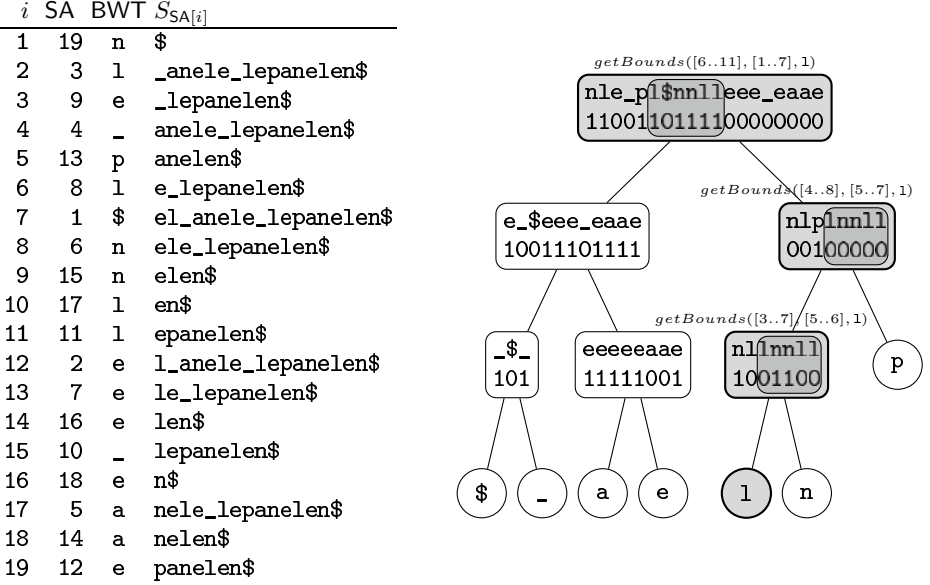 i SA BWT S_SA[i]
1 19 n $
2 3 l _anele_lepanelen$
3 9 e _lepanelen$
4 4 _ anele_lepanelen$
5 13 p anelen$
6 8 l e_lepanelen$
7 1 $ el_anele_lepanelen$
8 6 n ele_lepanelen$
9 15 n elen$
10 17 l en$
11 11 l epanelen$
12 2 e l_anele_lepanelen$
13 7 e le_lepanelen$
14 16 e len$
15 10 _ lepanelen$
16 18 e n$
17 5 a nele_lepanelen$
18 14 a nelen$
19 12 e panelen$
getBounds([6..11], [1..7], l)
nle_pl$nnlleee_eaae
1100110111100000000
getBounds([4..8], [5..7], l)
e_$eee_eaae
10011101111
nlplnnll
00100000
getBounds([3..7], [5..6], l)
_$_
101
eeeeeaae
11111001
nllnnll
1001100
p
$
_
a
e
l
n